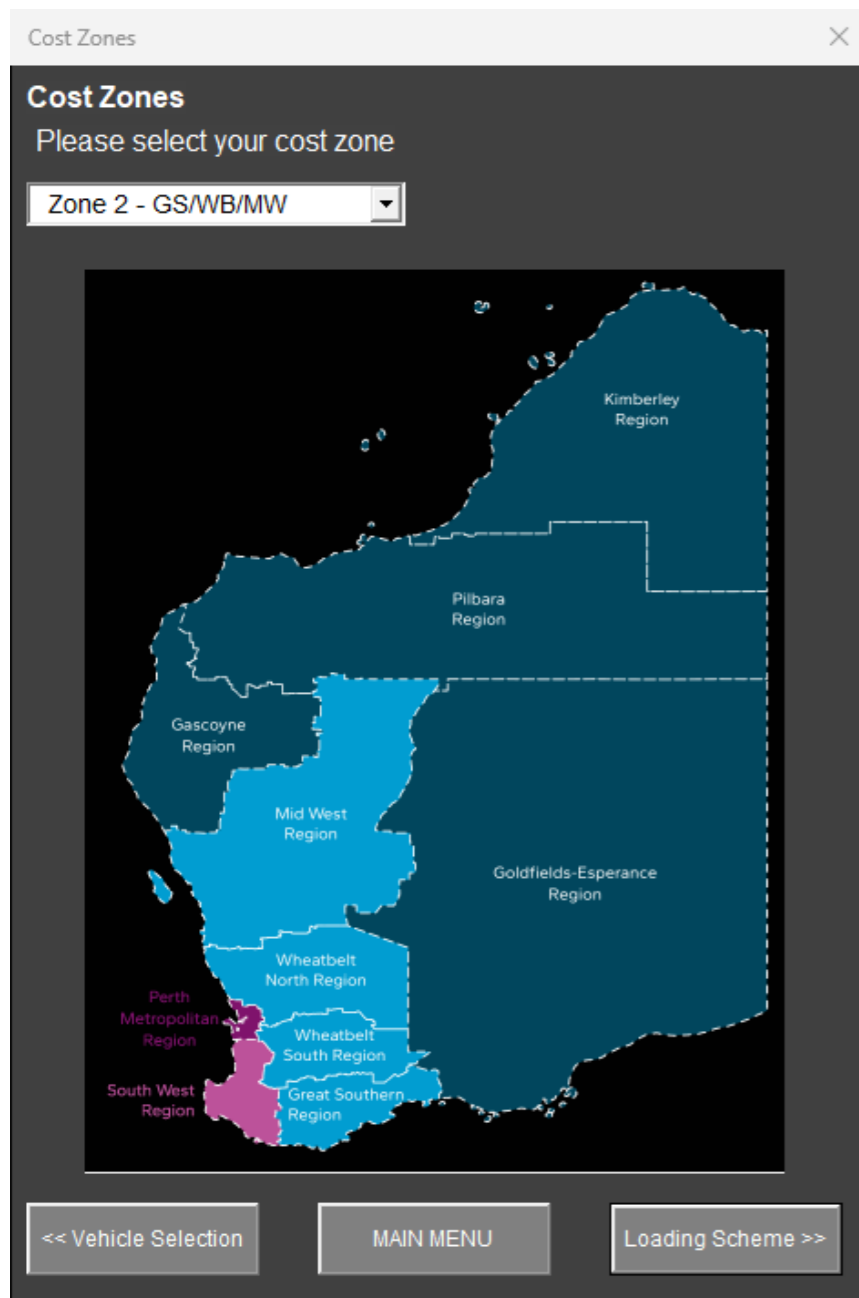 Cost Zones
Cost Zones
Please select your cost zone
Zone 2 - GS/WB/MW
Kimberley
Region
Pilbara
Region
Gascoyne
Region
Mid West
Region
Goldfields-Esperance
Region
Wheatbelt
North Region
Perth
Metropolitan
Region
Wheatbelt
South Region
South West
Region
Great Southern
Region
<< Vehicle Selection
MAIN MENU
Loading Scheme >>